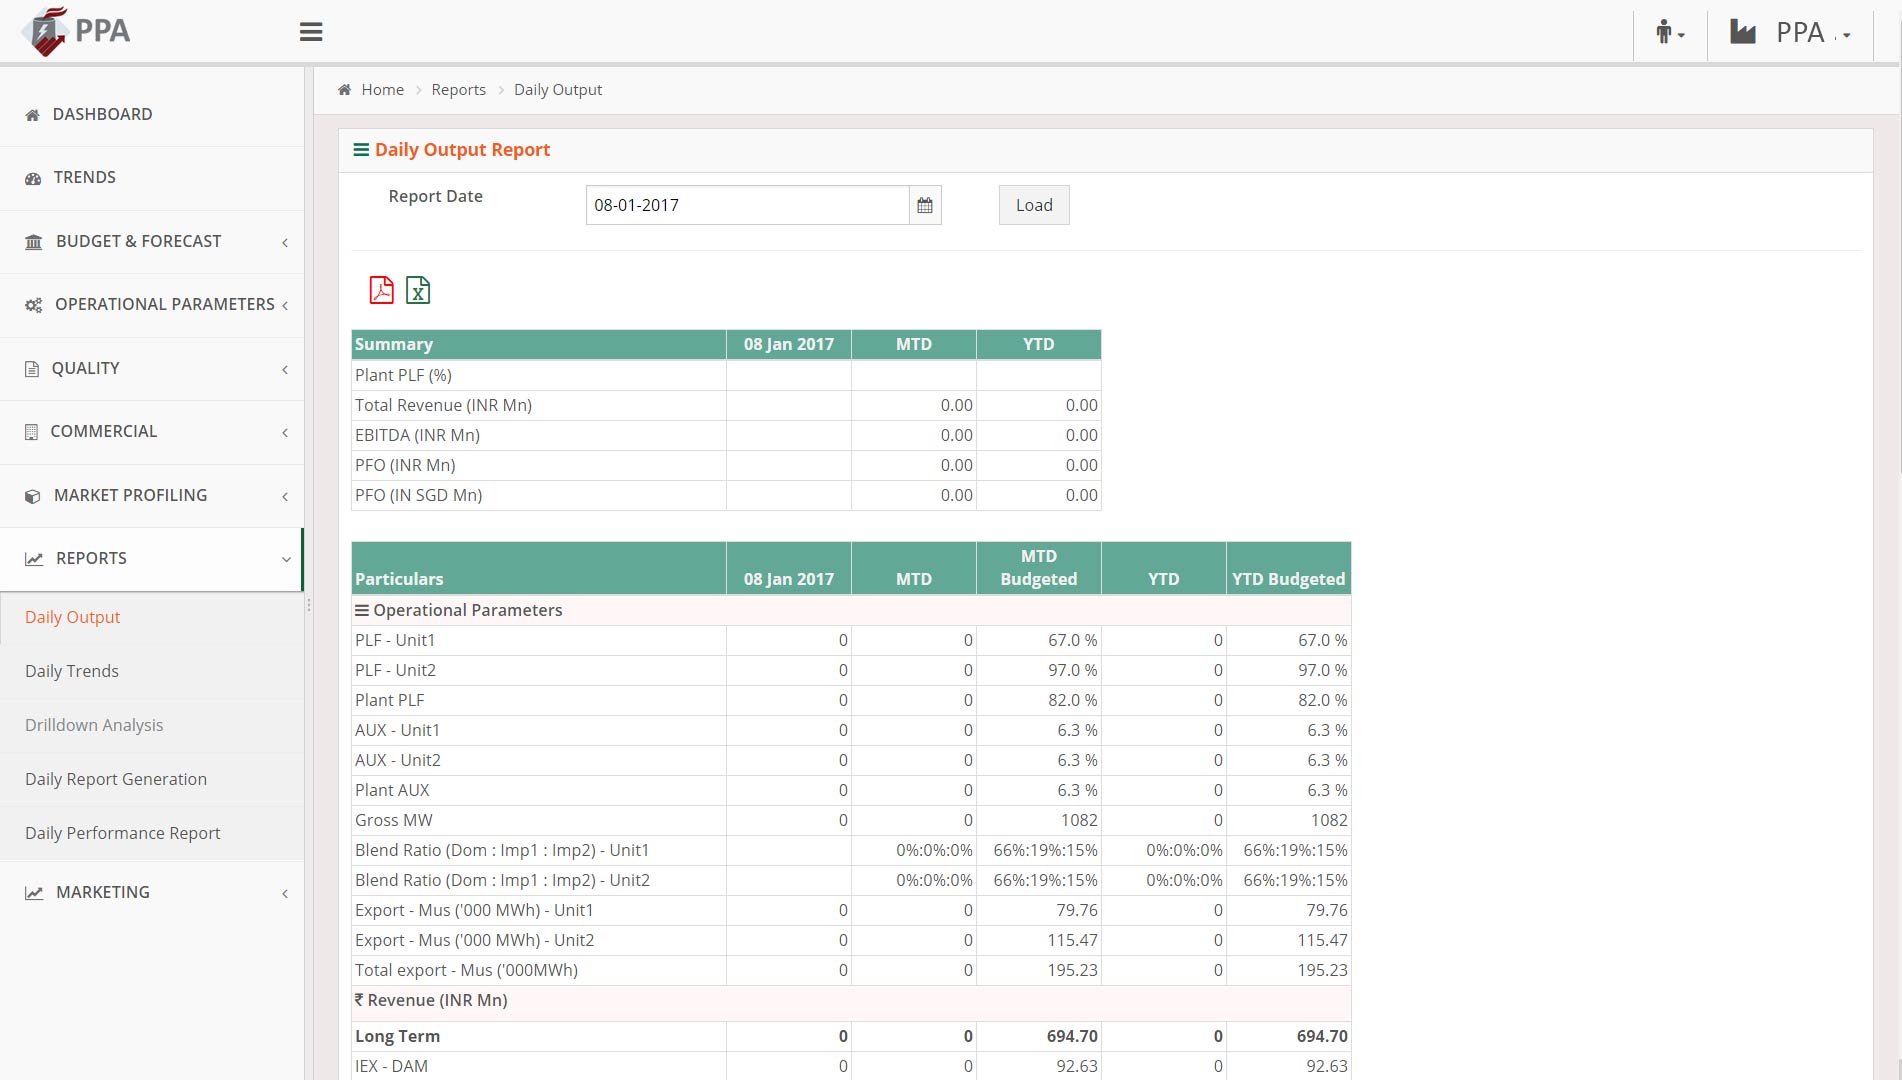 PPA
PPA .
DASHBOARD
TRENDS
BUDGET & FORECAST
OPERATIONAL PARAMETERS
QUALITY
COMMERCIAL
MARKET PROFILING
REPORTS
Daily Output
Daily Trends
Drilldown Analysis
Daily Report Generation
Daily Performance Report
MARKETING
Home > Reports > Daily Output
Daily Output Report
Report Date 08-01-2017 Load
Summary 08 Jan 2017 MTD YTD
Plant PLF (%)
Total Revenue (INR Mn) 0.00 0.00
EBITDA (INR Mn) 0.00 0.00
PFO (INR Mn) 0.00 0.00
PFO (IN SGD Mn) 0.00 0.00
Particulars 08 Jan 2017 MTD MTD Budgeted YTD YTD Budgeted
Operational Parameters
PLF - Unit1 0 0 67.0 % 0 67.0 %
PLF - Unit2 0 0 97.0 % 0 97.0 %
Plant PLF 0 0 82.0 % 0 82.0 %
AUX - Unit1 0 0 6.3 % 0 6.3 %
AUX - Unit2 0 0 6.3 % 0 6.3 %
Plant AUX 0 0 6.3 % 0 6.3 %
Gross MW 0 0 1082 0 1082
Blend Ratio (Dom : Imp1 : Imp2) - Unit1 0%:0%:0% 66%:19%:15% 0%:0%:0% 66%:19%:15%
Blend Ratio (Dom : Imp1 : Imp2) - Unit2 0%:0%:0% 66%:19%:15% 0%:0%:0% 66%:19%:15%
Export - Mus ('000 MWh) - Unit1 0 0 79.76 0 79.76
Export - Mus ('000 MWh) - Unit2 0 0 115.47 0 115.47
Total export - Mus ('000MWh) 0 0 195.23 0 195.23
₹ Revenue (INR Mn)
Long Term 0 0 694.70 0 694.70
IEX - DAM 0 0 92.63 0 92.63